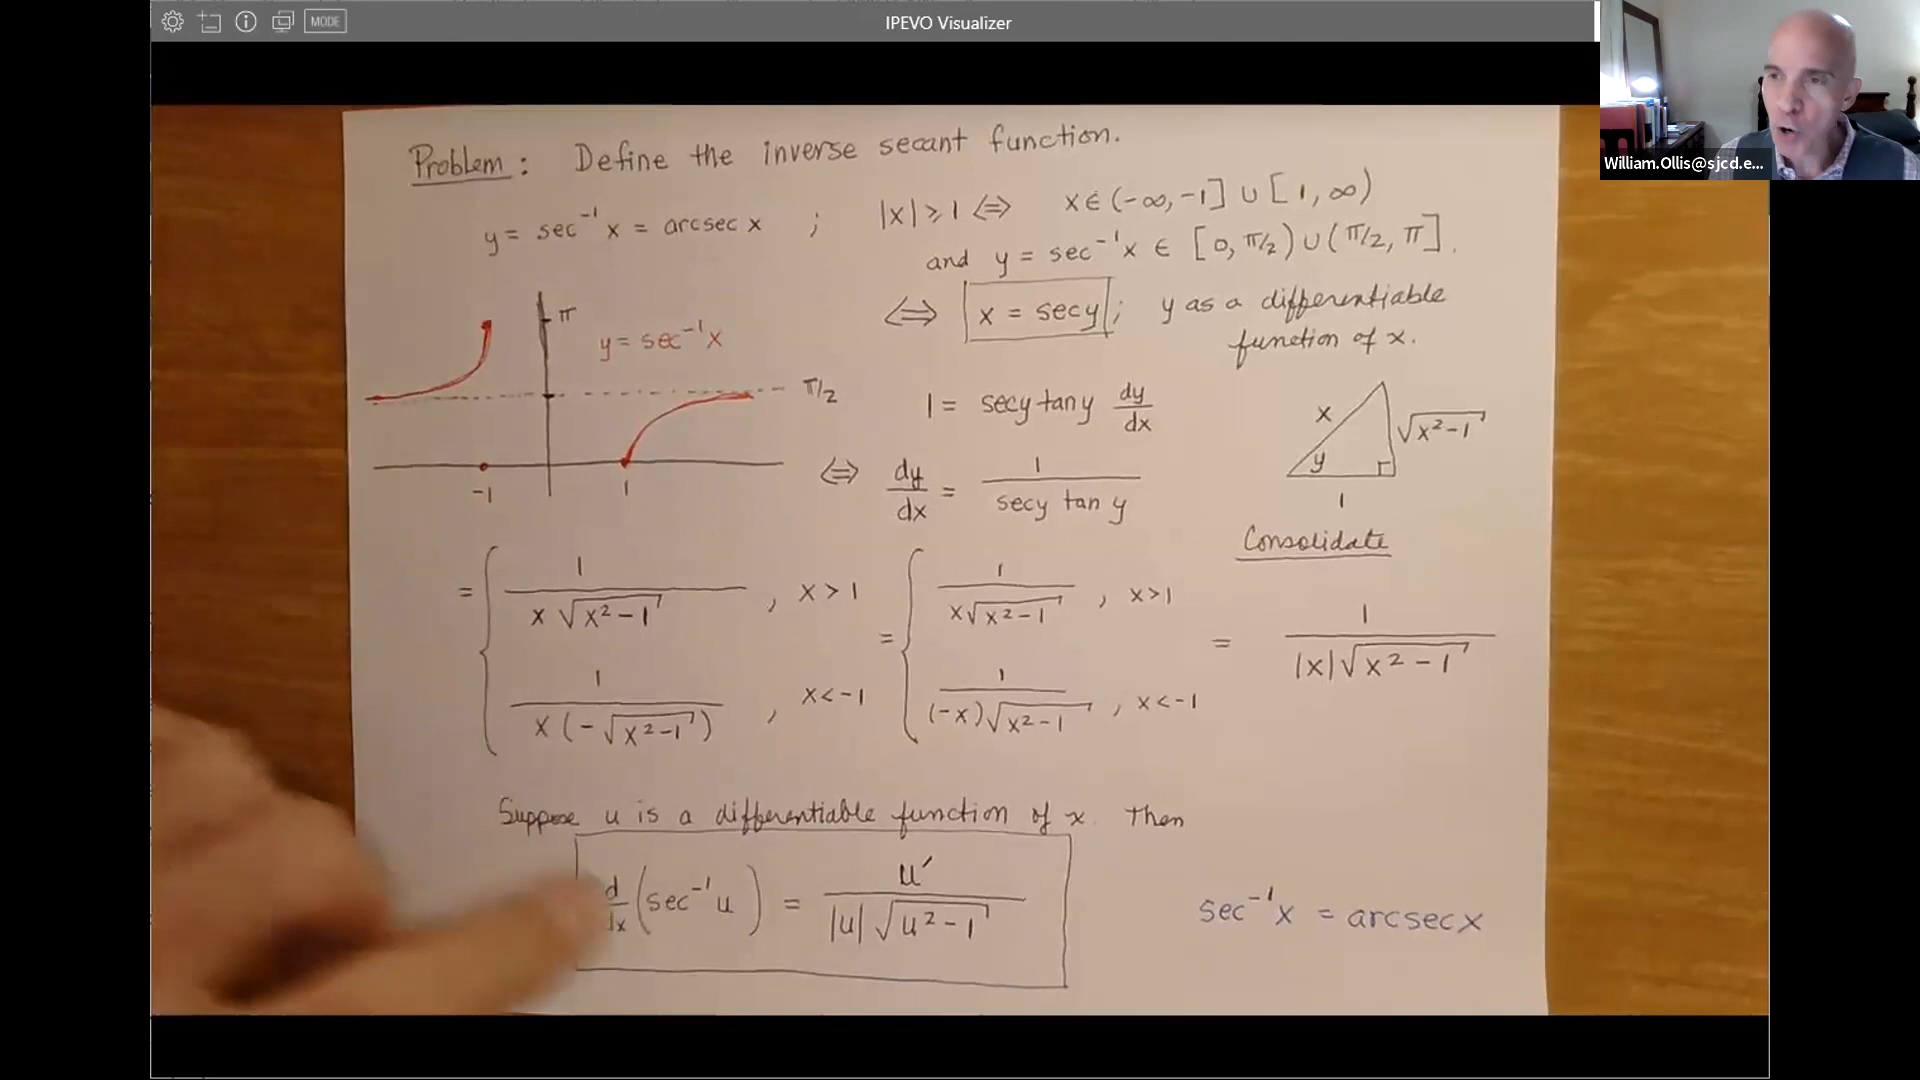 MODE
IPEVO Visualizer
William.Ollis@sjcd.e...
Problem: Define the inverse secant function.
y = sec⁻¹x = arcsec x ; |x| ≥ 1 ⟺ x ∈ (-∞, -1] ∪ [1, ∞)
and y = sec⁻¹x ∈ [0, π/2) ∪ (π/2, π].
⟺ x = sec y ; y as a differentiable
function of x.
π
y = sec⁻¹x
π/2
-1 1
1 = sec y tan y dy/dx
⟺ dy/dx = 1/(sec y tan y)
x √(x²-1)
y
1
Consolidate
= { 1/(x√(x²-1)) , x > 1 = { 1/(x√(x²-1)) , x > 1 = 1/(|x|√(x²-1))
1/(x(-√(x²-1))) , x < -1 1/((-x)√(x²-1)) , x < -1
Suppose u is a differentiable function of x. Then
d/dx (sec⁻¹u) = u′/(|u|√(u²-1))
sec⁻¹x = arcsec x